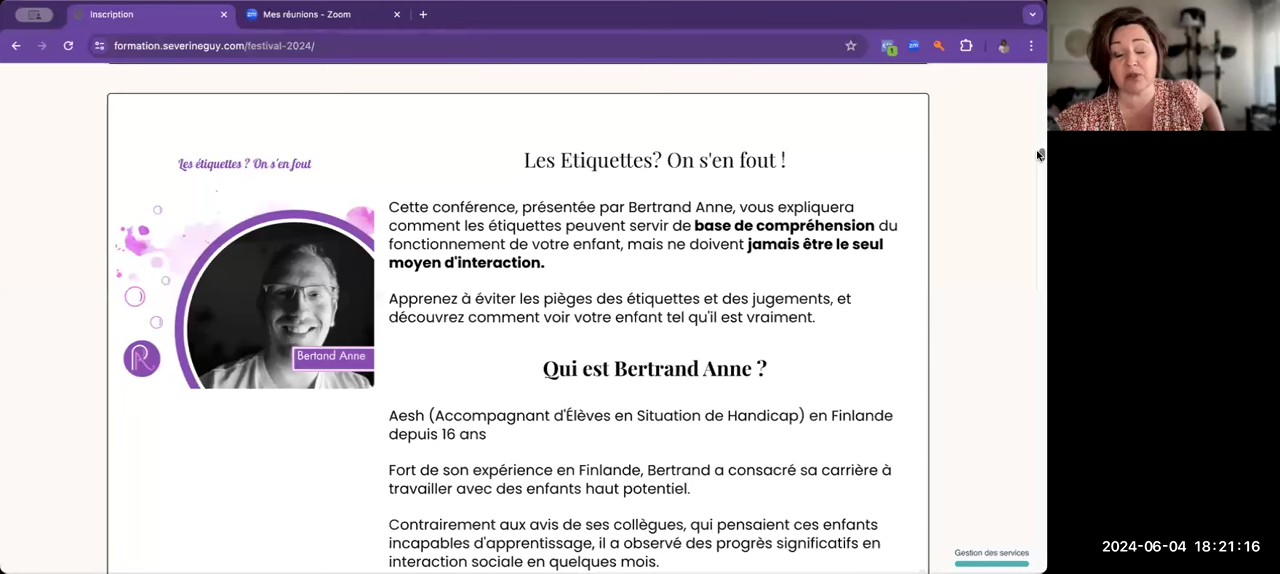 Inscription
Mes réunions - Zoom
formation.severineguy.com/festival-2024/
1
zm
Les étiquettes ? On s'en fout
Bertand Anne
R
Les Etiquettes? On s'en fout !
Cette conférence, présentée par Bertrand Anne, vous expliquera
comment les étiquettes peuvent servir de base de compréhension du
fonctionnement de votre enfant, mais ne doivent jamais être le seul
moyen d'interaction.
Apprenez à éviter les pièges des étiquettes et des jugements, et
découvrez comment voir votre enfant tel qu'il est vraiment.
Qui est Bertrand Anne ?
Aesh (Accompagnant d'Élèves en Situation de Handicap) en Finlande
depuis 16 ans
Fort de son expérience en Finlande, Bertrand a consacré sa carrière à
travailler avec des enfants haut potentiel.
Contrairement aux avis de ses collègues, qui pensaient ces enfants
incapables d'apprentissage, il a observé des progrès significatifs en
interaction sociale en quelques mois.
Gestion des services
2024-06-04 18:21:16